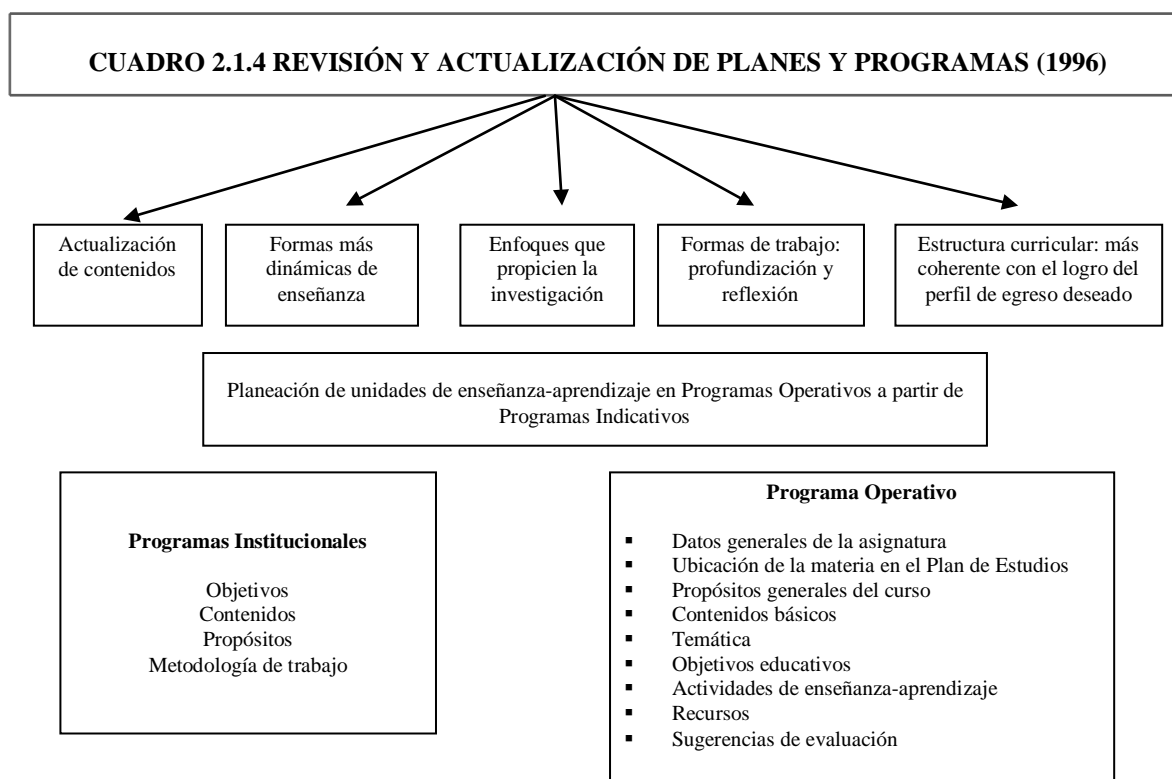 CUADRO 2.1.4 REVISIÓN Y ACTUALIZACIÓN DE PLANES Y PROGRAMAS (1996)
Actualización
de contenidos
Formas más
dinámicas de
enseñanza
Enfoques que
propicien la
investigación
Formas de trabajo:
profundización y
reflexión
Estructura curricular: más
coherente con el logro del
perfil de egreso deseado
Planeación de unidades de enseñanza-aprendizaje en Programas Operativos a partir de
Programas Indicativos
Programas Institucionales
Objetivos
Contenidos
Propósitos
Metodología de trabajo
Programa Operativo
▪ Datos generales de la asignatura
▪ Ubicación de la materia en el Plan de Estudios
▪ Propósitos generales del curso
▪ Contenidos básicos
▪ Temática
▪ Objetivos educativos
▪ Actividades de enseñanza-aprendizaje
▪ Recursos
▪ Sugerencias de evaluación